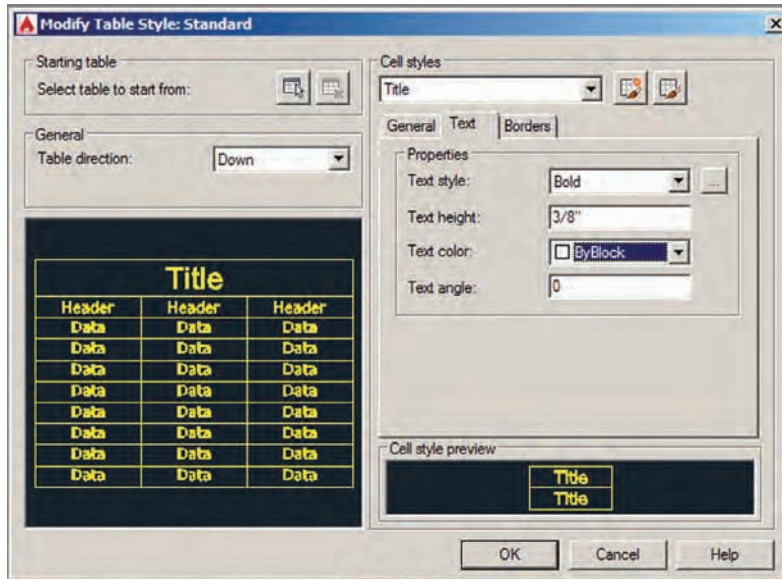 Modify Table Style: Standard
Starting table
Select table to start from:
General
Table direction: Down
Title
Header Header Header
Data Data Data
Data Data Data
Data Data Data
Data Data Data
Data Data Data
Data Data Data
Data Data Data
Data Data Data
Cell styles
Title
General Text Borders
Properties
Text style: Bold ...
Text height: 3/8"
Text color: ByBlock
Text angle: 0
Cell style preview
Title
Title
OK Cancel Help